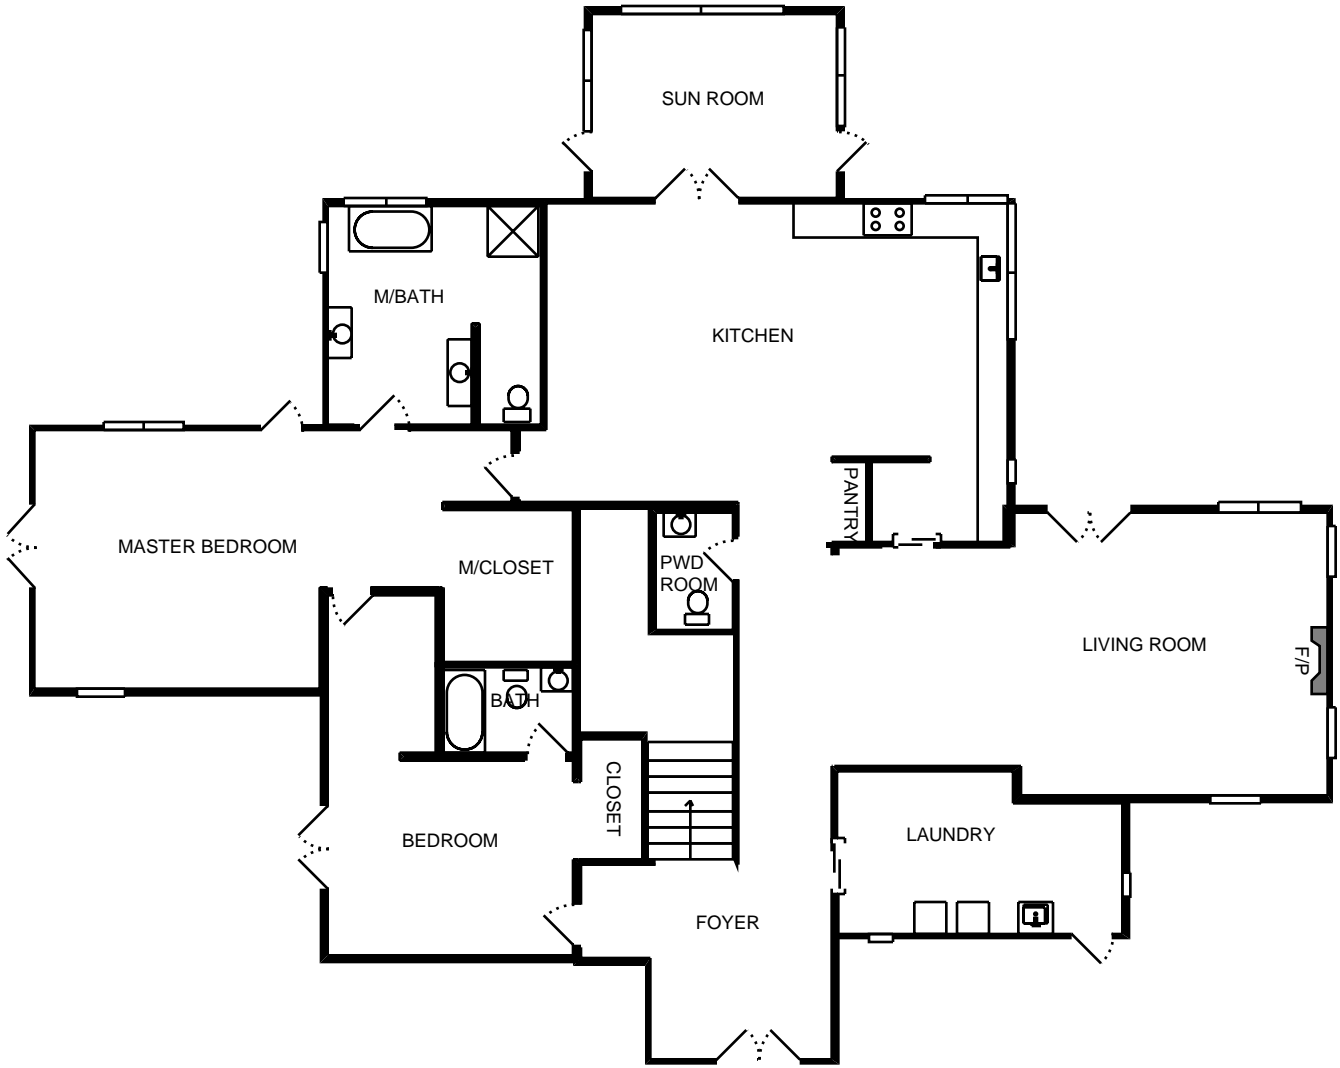 SUN ROOM
M/BATH
KITCHEN
PANTRY
MASTER BEDROOM
M/CLOSET
PWD
ROOM
LIVING ROOM
F/P
BATH
CLOSET
BEDROOM
LAUNDRY
FOYER